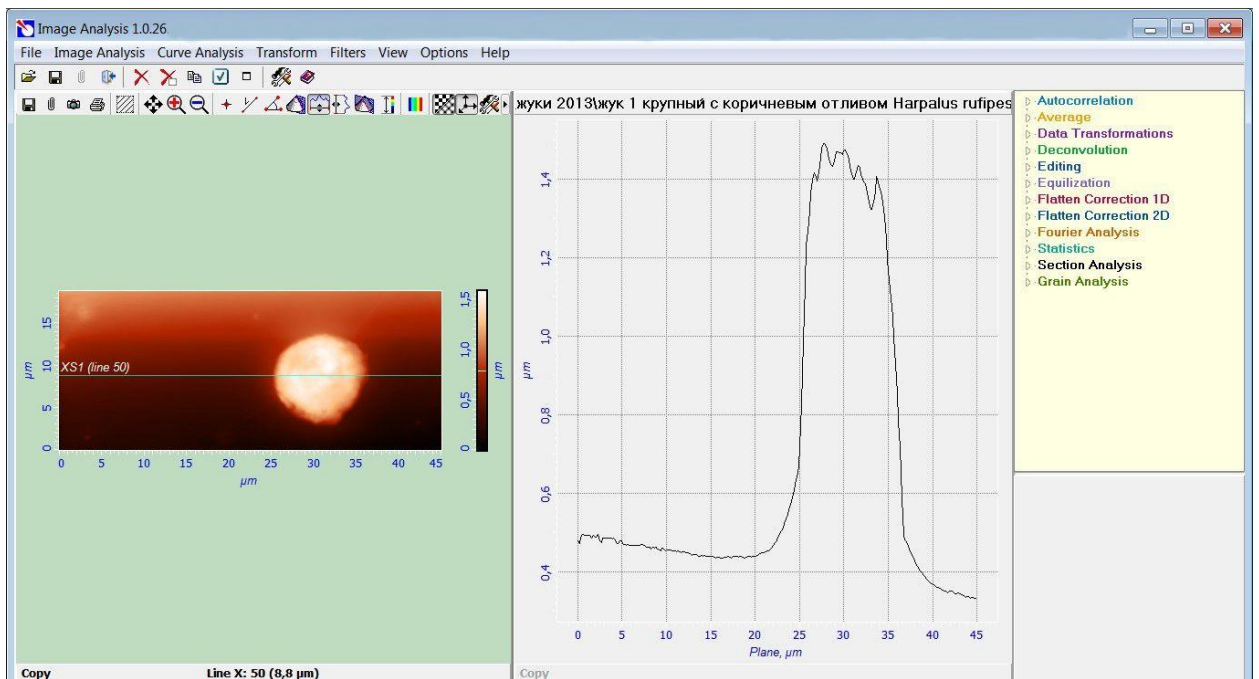 Image Analysis 1.0.26
File Image Analysis Curve Analysis Transform Filters View Options Help
жуки 2013\жук 1 крупный с коричневым отливом Harpalus rufipes
XS1 (line 50)
µm
15
10
5
0
0 5 10 15 20 25 30 35 40 45
µm
1,5
1,0
0,5
0
µm
Copy Line X: 50 (8,8 µm)
1,4
1,2
1,0
µm
0,8
0,6
0,4
0 5 10 15 20 25 30 35 40 45
Plane, µm
Copy
Autocorrelation
Average
Data Transformations
Deconvolution
Editing
Equilization
Flatten Correction 1D
Flatten Correction 2D
Fourier Analysis
Statistics
Section Analysis
Grain Analysis